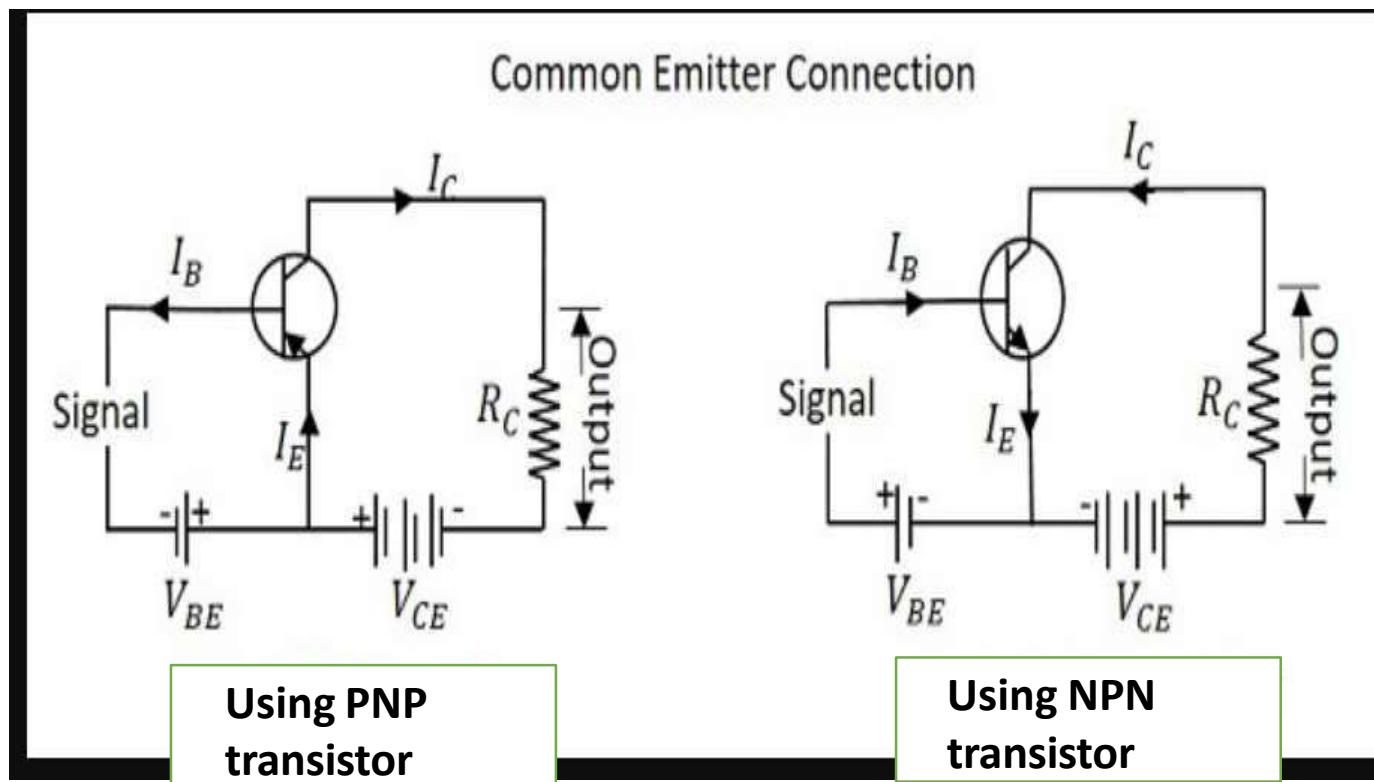 Common Emitter Connection
I_C
I_B
Signal
I_E
R_C
Output
- +
+ -
V_BE
V_CE
Using PNP
transistor
I_C
I_B
Signal
I_E
R_C
Output
+ -
- +
V_BE
V_CE
Using NPN
transistor